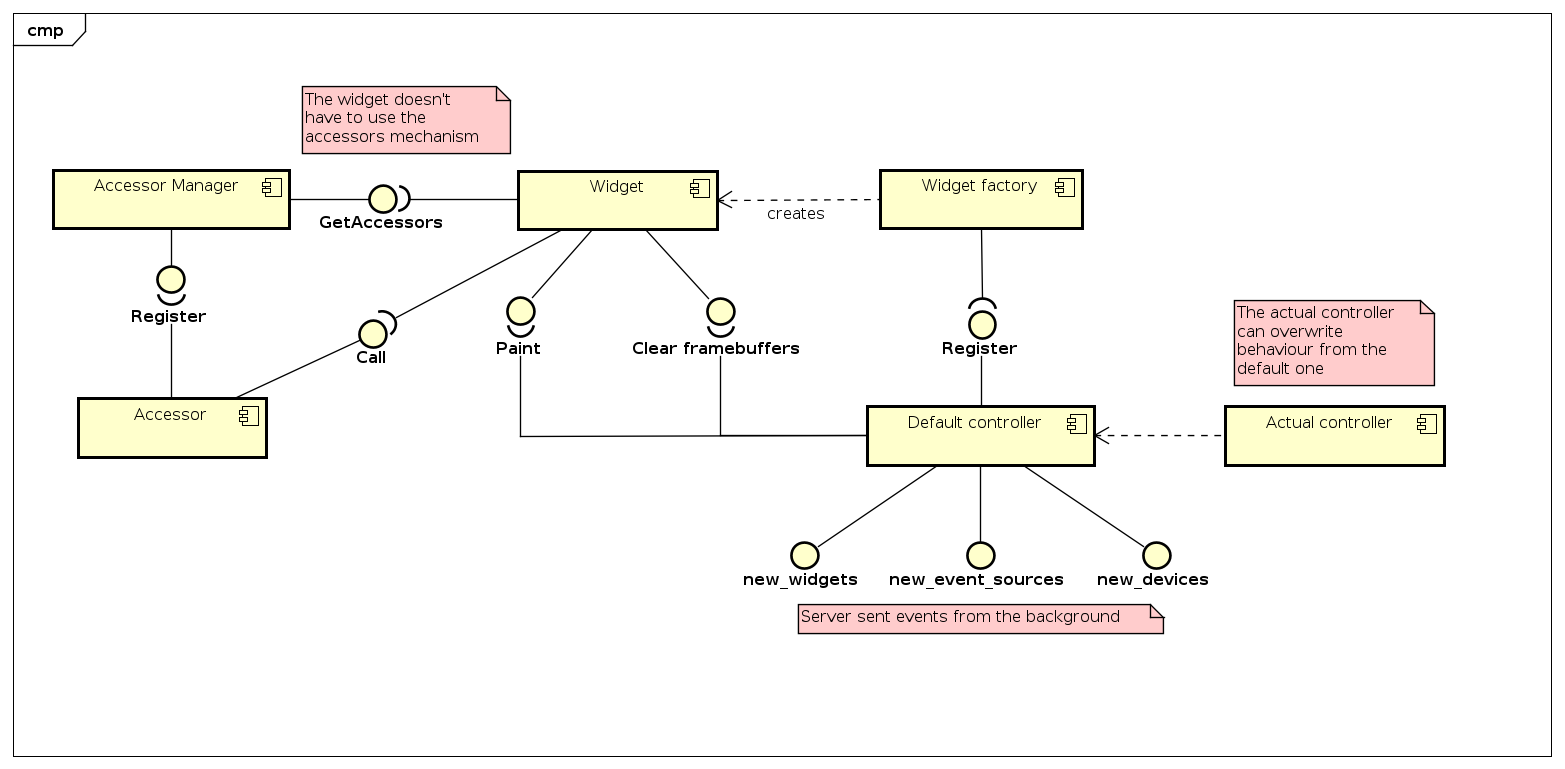 cmp
The widget doesn't
have to use the
accessors mechanism
Accessor Manager
Widget
Widget factory
GetAccessors
creates
Register
Call
Paint
Clear framebuffers
Register
The actual controller
can overwrite
behaviour from the
default one
Accessor
Default controller
Actual controller
new_widgets
new_event_sources
new_devices
Server sent events from the background